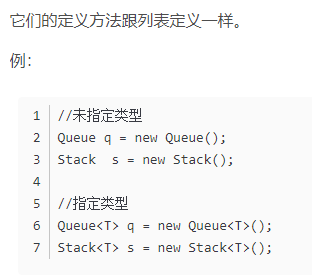 它们的定义方法跟列表定义一样。
例：
1 //未指定类型
2 Queue q = new Queue();
3 Stack  s = new Stack();
4
5 //指定类型
6 Queue<T> q = new Queue<T>();
7 Stack<T> s = new Stack<T>();